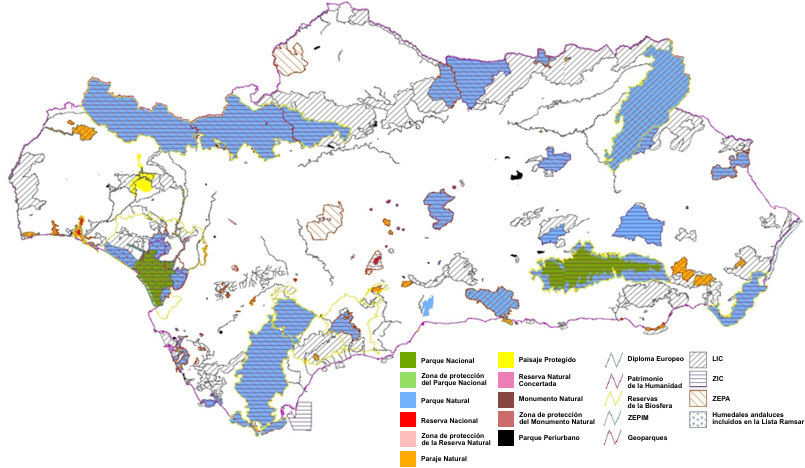 Parque Nacional
Zona de protección
del Parque Nacional
Parque Natural
Reserva Nacional
Zona de protección
de la Reserva Natural
Paraje Natural
Paisaje Protegido
Reserva Natural
Concertada
Monumento Natural
Zona de protección
del Monumento Natural
Parque Periurbano
Diploma Europeo
Patrimonio
de la Humanidad
Reservas
de la Biosfera
ZEPIM
Geoparques
LIC
ZIC
ZEPA
Humedales andaluces
incluidos en la Lista Ramsar